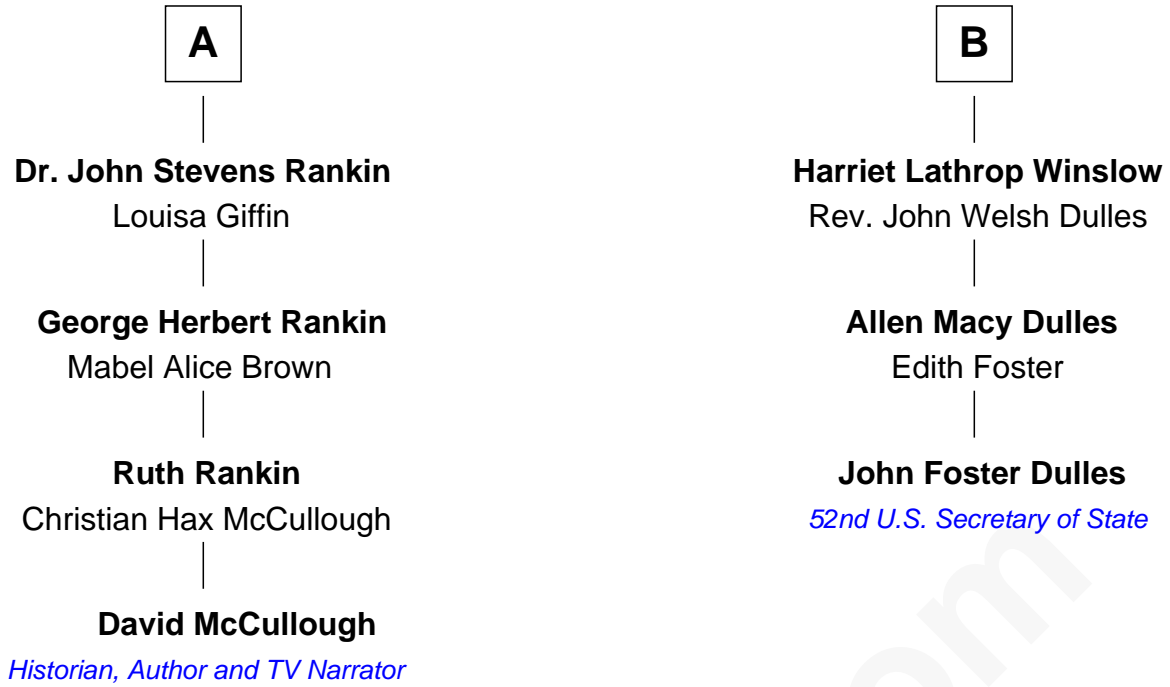 A
Dr. John Stevens Rankin
Louisa Giffin
George Herbert Rankin
Mabel Alice Brown
Ruth Rankin
Christian Hax McCullough
David McCullough
Historian, Author and TV Narrator
B
Harriet Lathrop Winslow
Rev. John Welsh Dulles
Allen Macy Dulles
Edith Foster
John Foster Dulles
52nd U.S. Secretary of State
om